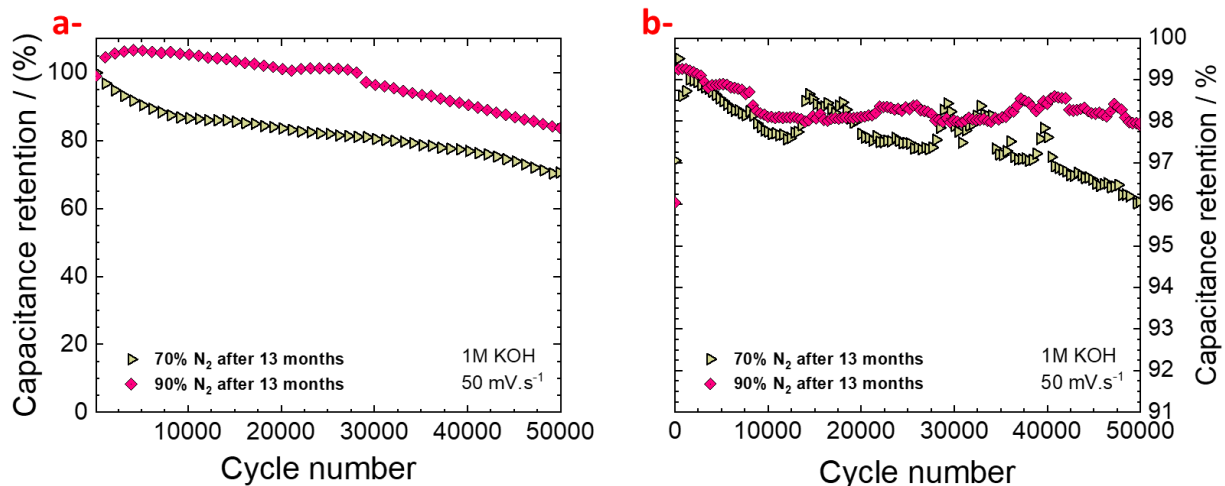 a-
Capacitance retention / (%)
100
80
60
40
20
0
70% N₂ after 13 months
90% N₂ after 13 months
1M KOH
50 mV.s⁻¹
10000 20000 30000 40000 50000
Cycle number
b-
100
99
98
97
96
95
94
93
92
91
Capacitance retention / %
70% N₂ after 13 months
90% N₂ after 13 months
1M KOH
50 mV.s⁻¹
0 10000 20000 30000 40000 50000
Cycle number